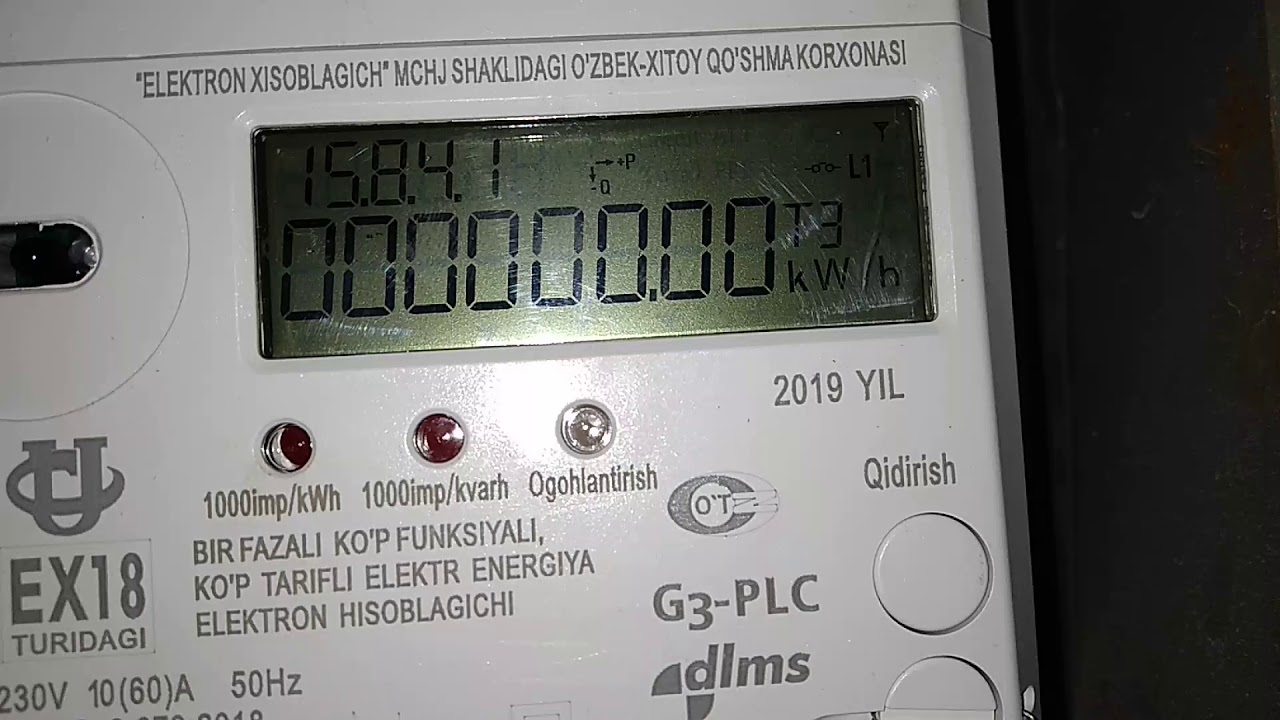 "ELEKTRON XISOBLAGICH" MCHJ SHAKLIDAGI O'ZBEK-XITOY QO'SHMA KORXONASI
15.8.4.1 +P -Q L1
000000.00 T3
kW/h
2019 YIL
1000imp/kWh 1000imp/kvarh Ogohlantirish
Qidirish
O'T
EX18
TURIDAGI
BIR FAZALI KO'P FUNKSIYALI,
KO'P TARIFLI ELEKTR ENERGIYA
ELEKTRON HISOBLAGICHI
G3-PLC
dlms
230V 10(60)A 50Hz